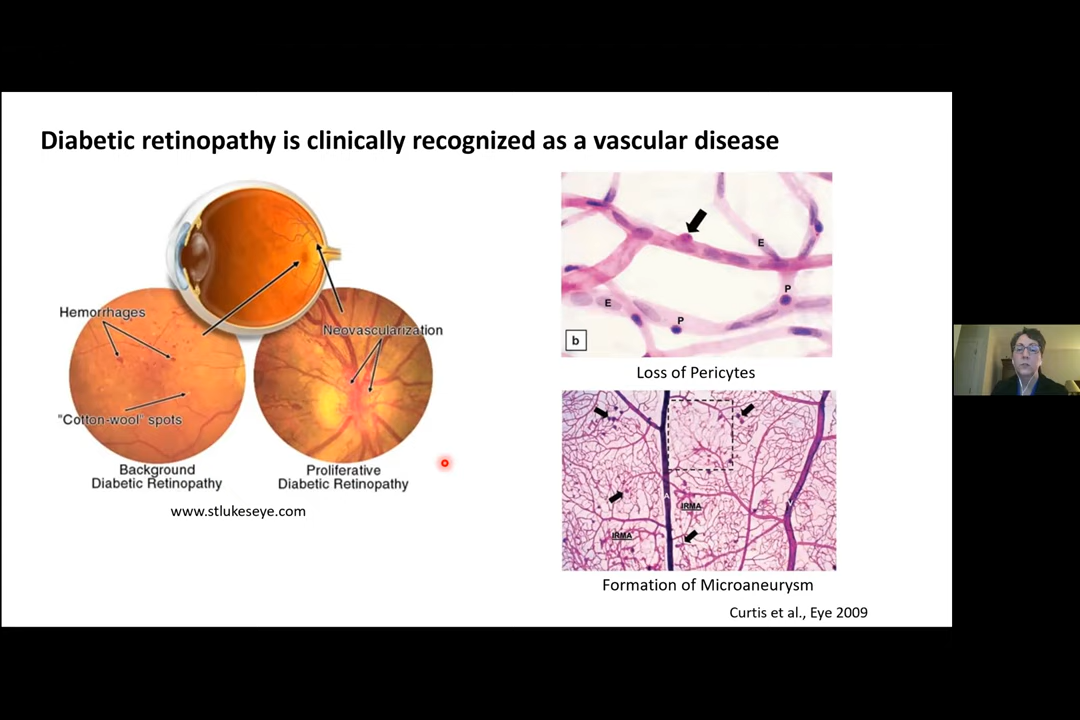 Diabetic retinopathy is clinically recognized as a vascular disease
Hemorrhages
Neovascularization
"Cotton-wool" spots
Background
Diabetic Retinopathy
Proliferative
Diabetic Retinopathy
www.stlukeseye.com
E
P
E
P
b
Loss of Pericytes
A
V
IRMA
IRMA
Formation of Microaneurysm
Curtis et al., Eye 2009